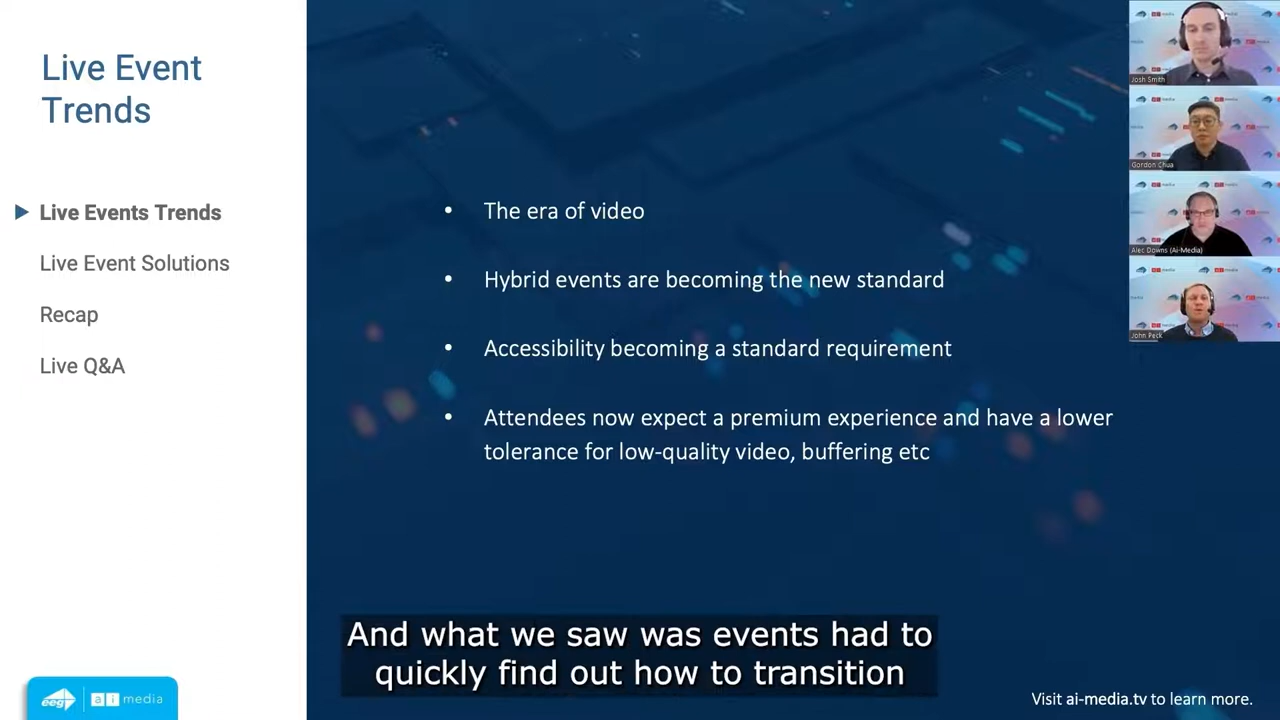 Live Event
Trends
Live Events Trends
Live Event Solutions
Recap
Live Q&A
• The era of video
• Hybrid events are becoming the new standard
• Accessibility becoming a standard requirement
• Attendees now expect a premium experience and have a lower
tolerance for low-quality video, buffering etc
Josh Smith
Gordon Chua
Alec Downs (Ai-Media)
John Peck
And what we saw was events had to
quickly find out how to transition
eeg ai media
Visit ai-media.tv to learn more.